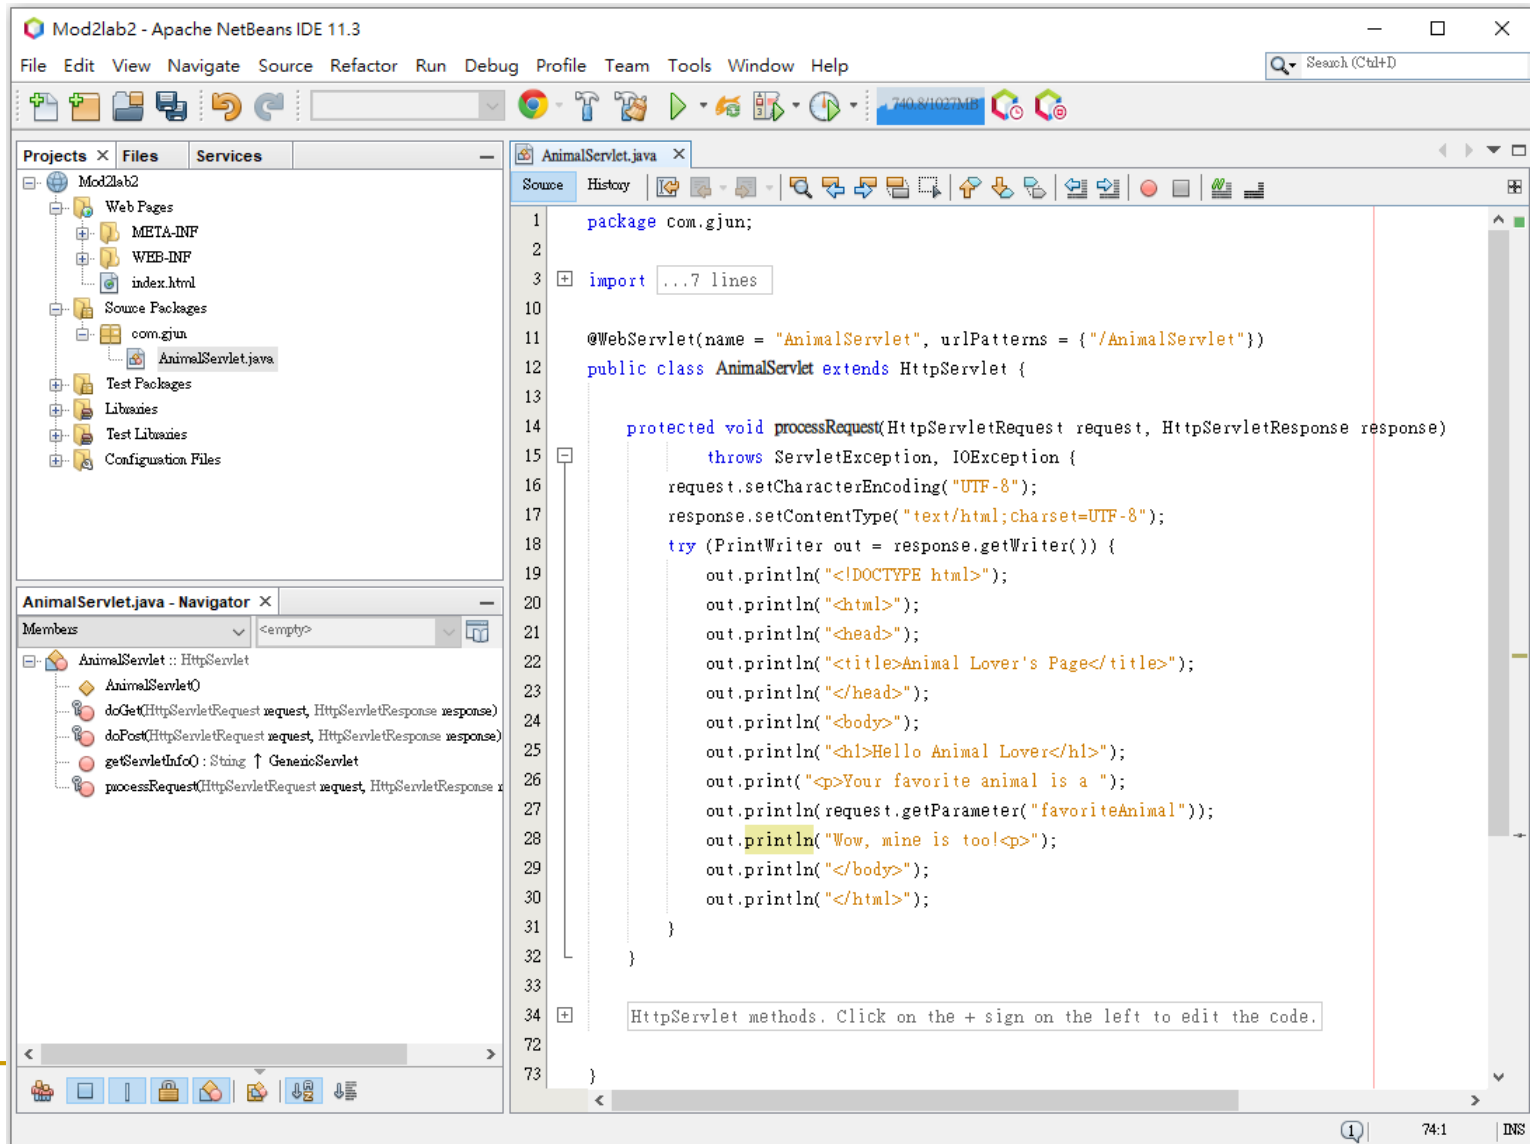 Mod2lab2 - Apache NetBeans IDE 11.3
File Edit View Navigate Source Refactor Run Debug Profile Team Tools Window Help
Search (Ctrl+I)
740.8/1027MB
Projects Files Services
Mod2lab2
Web Pages
META-INF
WEB-INF
index.html
Source Packages
com.gjun
AnimalServlet.java
Test Packages
Libraries
Test Libraries
Configuration Files
AnimalServlet.java - Navigator
Members <empty>
AnimalServlet :: HttpServlet
AnimalServlet()
doGet(HttpServletRequest request, HttpServletResponse response)
doPost(HttpServletRequest request, HttpServletResponse response)
getServletInfo() : String ↑ GenericServlet
processRequest(HttpServletRequest request, HttpServletResponse r
AnimalServlet.java
Source History
1 package com.gjun;
2
3 import ...7 lines
10
11 @WebServlet(name = "AnimalServlet", urlPatterns = {"/AnimalServlet"})
12 public class AnimalServlet extends HttpServlet {
13
14 protected void processRequest(HttpServletRequest request, HttpServletResponse response)
15 throws ServletException, IOException {
16 request.setCharacterEncoding("UTF-8");
17 response.setContentType("text/html;charset=UTF-8");
18 try (PrintWriter out = response.getWriter()) {
19 out.println("<!DOCTYPE html>");
20 out.println("<html>");
21 out.println("<head>");
22 out.println("<title>Animal Lover's Page</title>");
23 out.println("</head>");
24 out.println("<body>");
25 out.println("<h1>Hello Animal Lover</h1>");
26 out.print("<p>Your favorite animal is a ");
27 out.println(request.getParameter("favoriteAnimal"));
28 out.println("Wow, mine is too!<p>");
29 out.println("</body>");
30 out.println("</html>");
31 }
32 }
33
34 HttpServlet methods. Click on the + sign on the left to edit the code.
72
73 }
1 74:1 INS